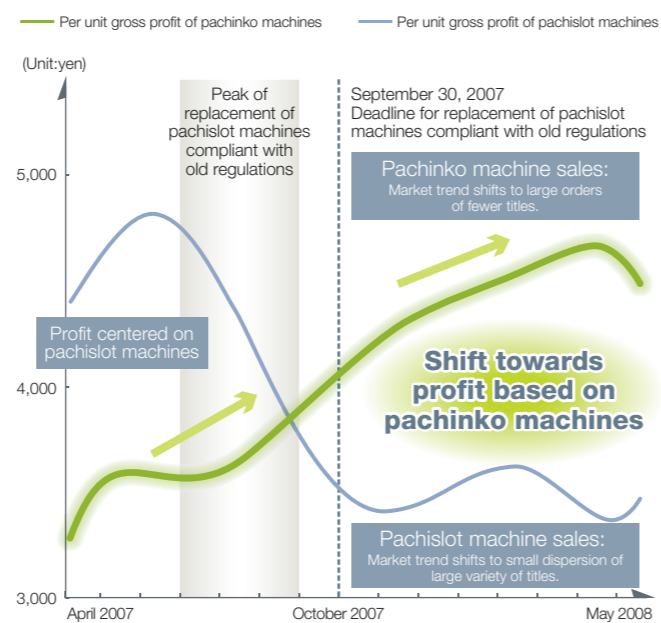 Per unit gross profit of pachinko machines
Per unit gross profit of pachislot machines
(Unit:yen)
Peak of
replacement of
pachislot machines
compliant with
old regulations
September 30, 2007
Deadline for replacement of pachislot
machines compliant with old regulations
5,000
Pachinko machine sales:
Market trend shifts to large orders
of fewer titles.
Profit centered on
pachislot machines
4,000
Shift towards
profit based on
pachinko machines
Pachislot machine sales:
Market trend shifts to small dispersion of
large variety of titles.
3,000
April 2007
October 2007
May 2008